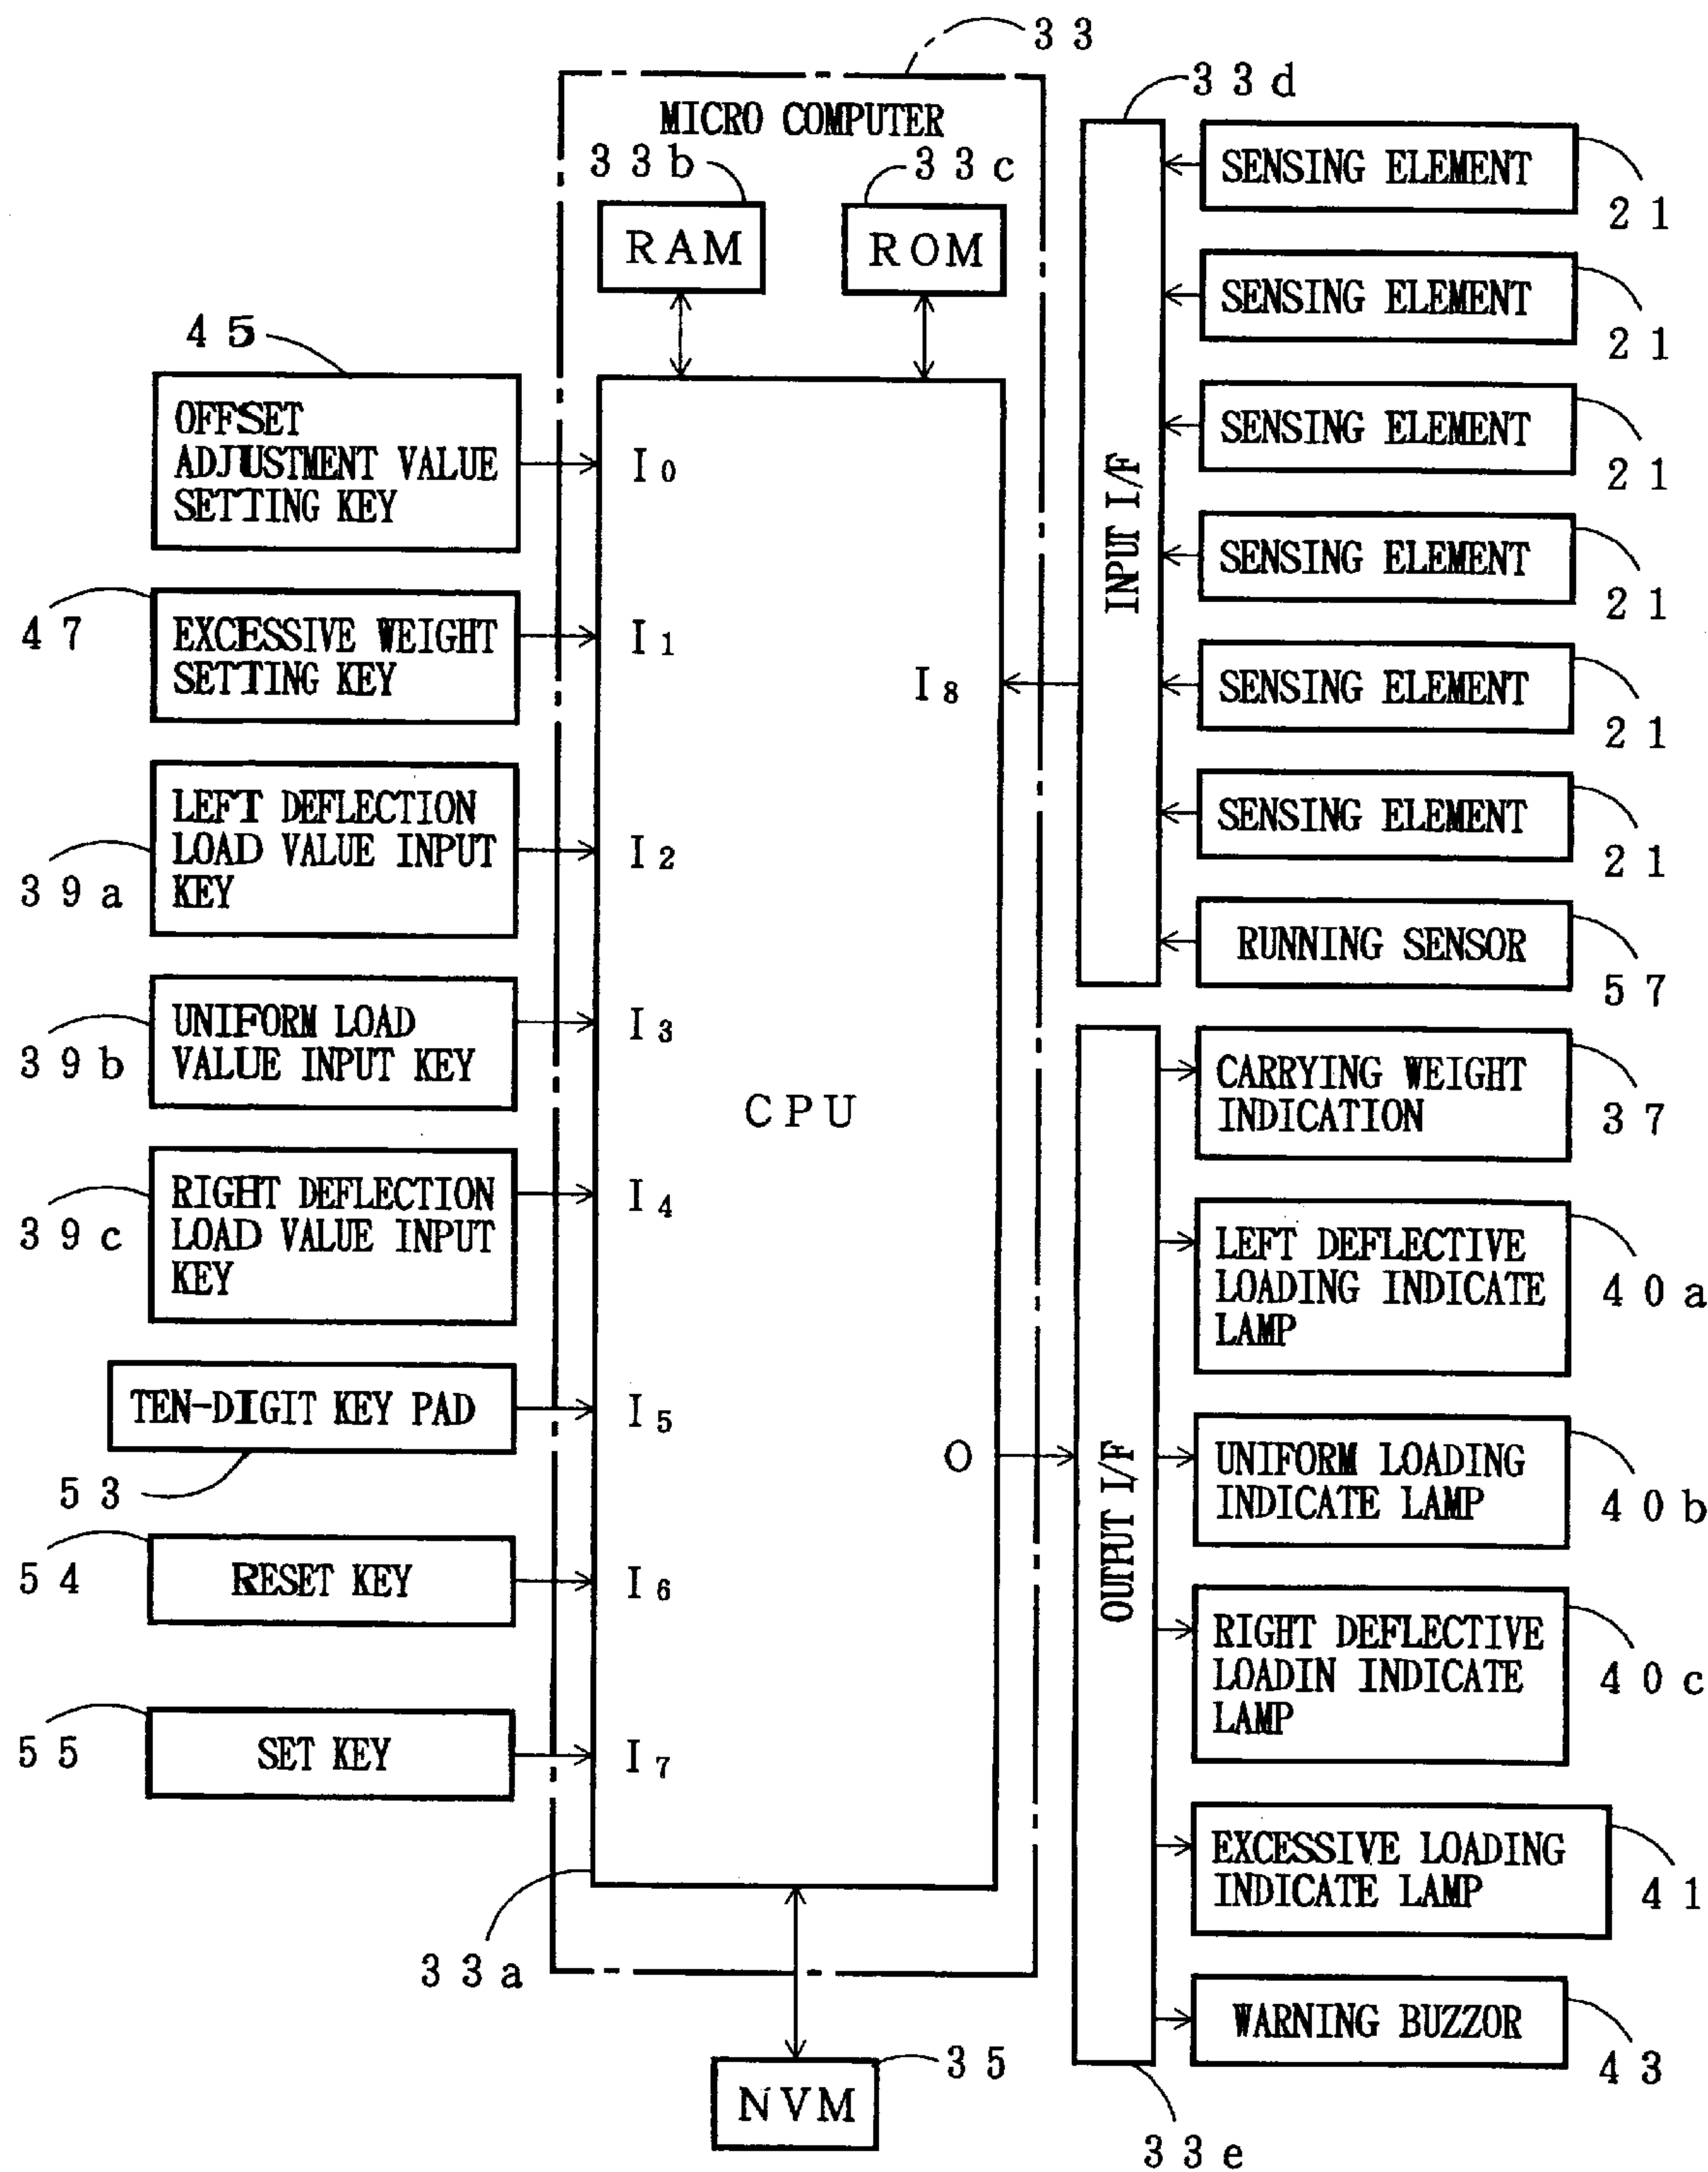 33
MICRO COMPUTER
33b
33c
RAM
ROM
45
OFFSET
ADJUSTMENT VALUE
SETTING KEY
47
EXCESSIVE WEIGHT
SETTING KEY
39a
LEFT DEFLECTION
LOAD VALUE INPUT
KEY
39b
UNIFORM LOAD
VALUE INPUT KEY
39c
RIGHT DEFLECTION
LOAD VALUE INPUT
KEY
TEN-DIGIT KEY PAD
53
54
RESET KEY
55
SET KEY
I0
I1
I2
I3
I4
I5
I6
I7
I8
O
CPU
33a
NVM
35
33d
INPUT I/F
SENSING ELEMENT
21
SENSING ELEMENT
21
SENSING ELEMENT
21
SENSING ELEMENT
21
SENSING ELEMENT
21
SENSING ELEMENT
21
RUNNING SENSOR
57
OUTPUT I/F
33e
CARRYING WEIGHT
INDICATION
37
LEFT DEFLECTIVE
LOADING INDICATE
LAMP
40a
UNIFORM LOADING
INDICATE LAMP
40b
RIGHT DEFLECTIVE
LOADIN INDICATE
LAMP
40c
EXCESSIVE LOADING
INDICATE LAMP
41
WARNING BUZZOR
43